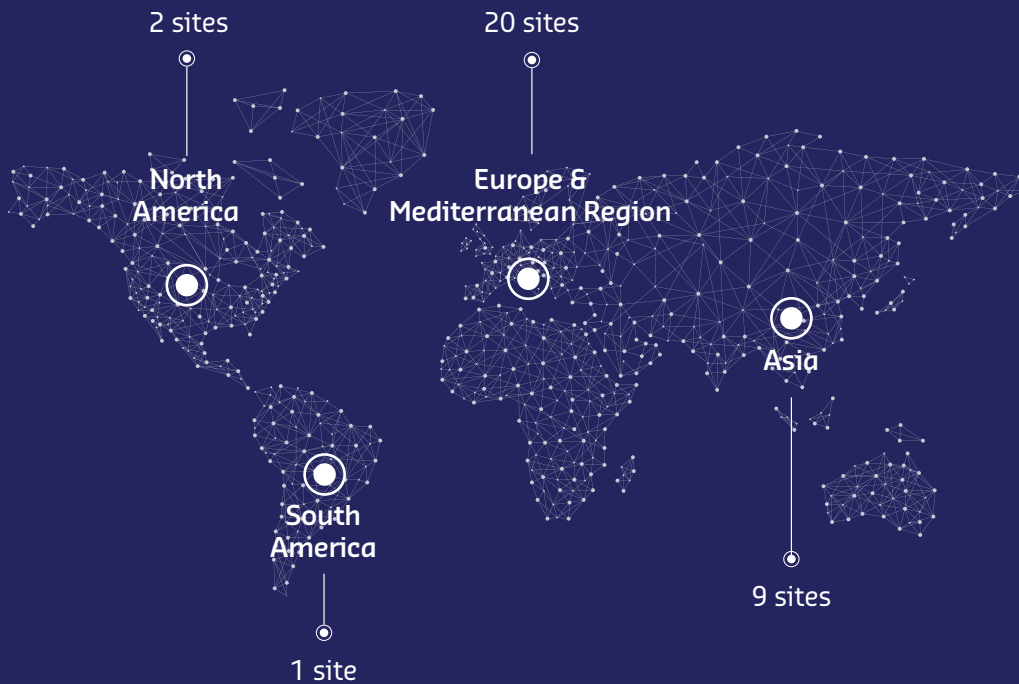 2 sites
20 sites
North
America
Europe &
Mediterranean Region
Asia
South
America
9 sites
1 site